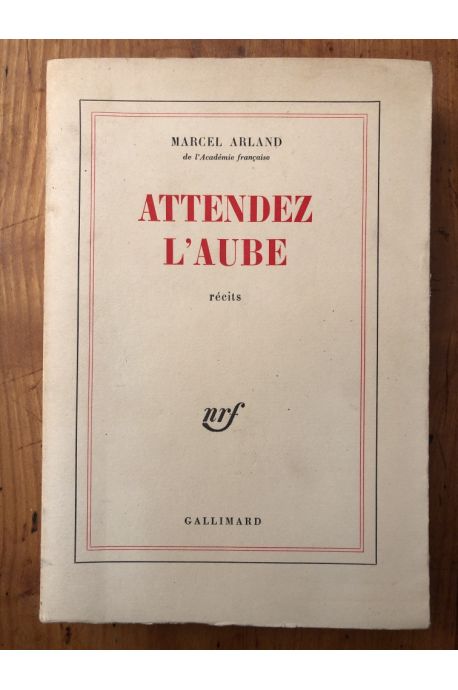 MARCEL ARLAND
de l'Académie française
ATTENDEZ
L'AUBE
récits
nrf
GALLIMARD